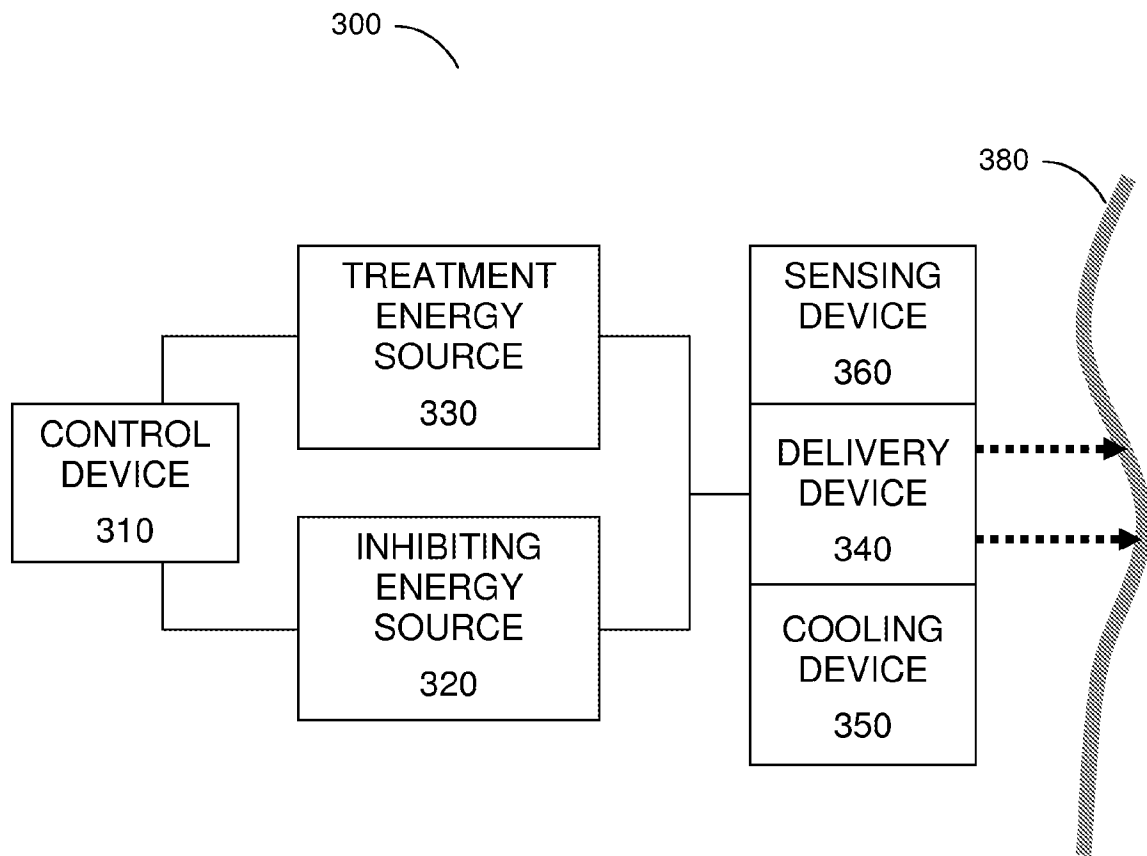 300
380
TREATMENT
ENERGY
SOURCE
330
SENSING
DEVICE
360
CONTROL
DEVICE
310
DELIVERY
DEVICE
340
INHIBITING
ENERGY
SOURCE
320
COOLING
DEVICE
350